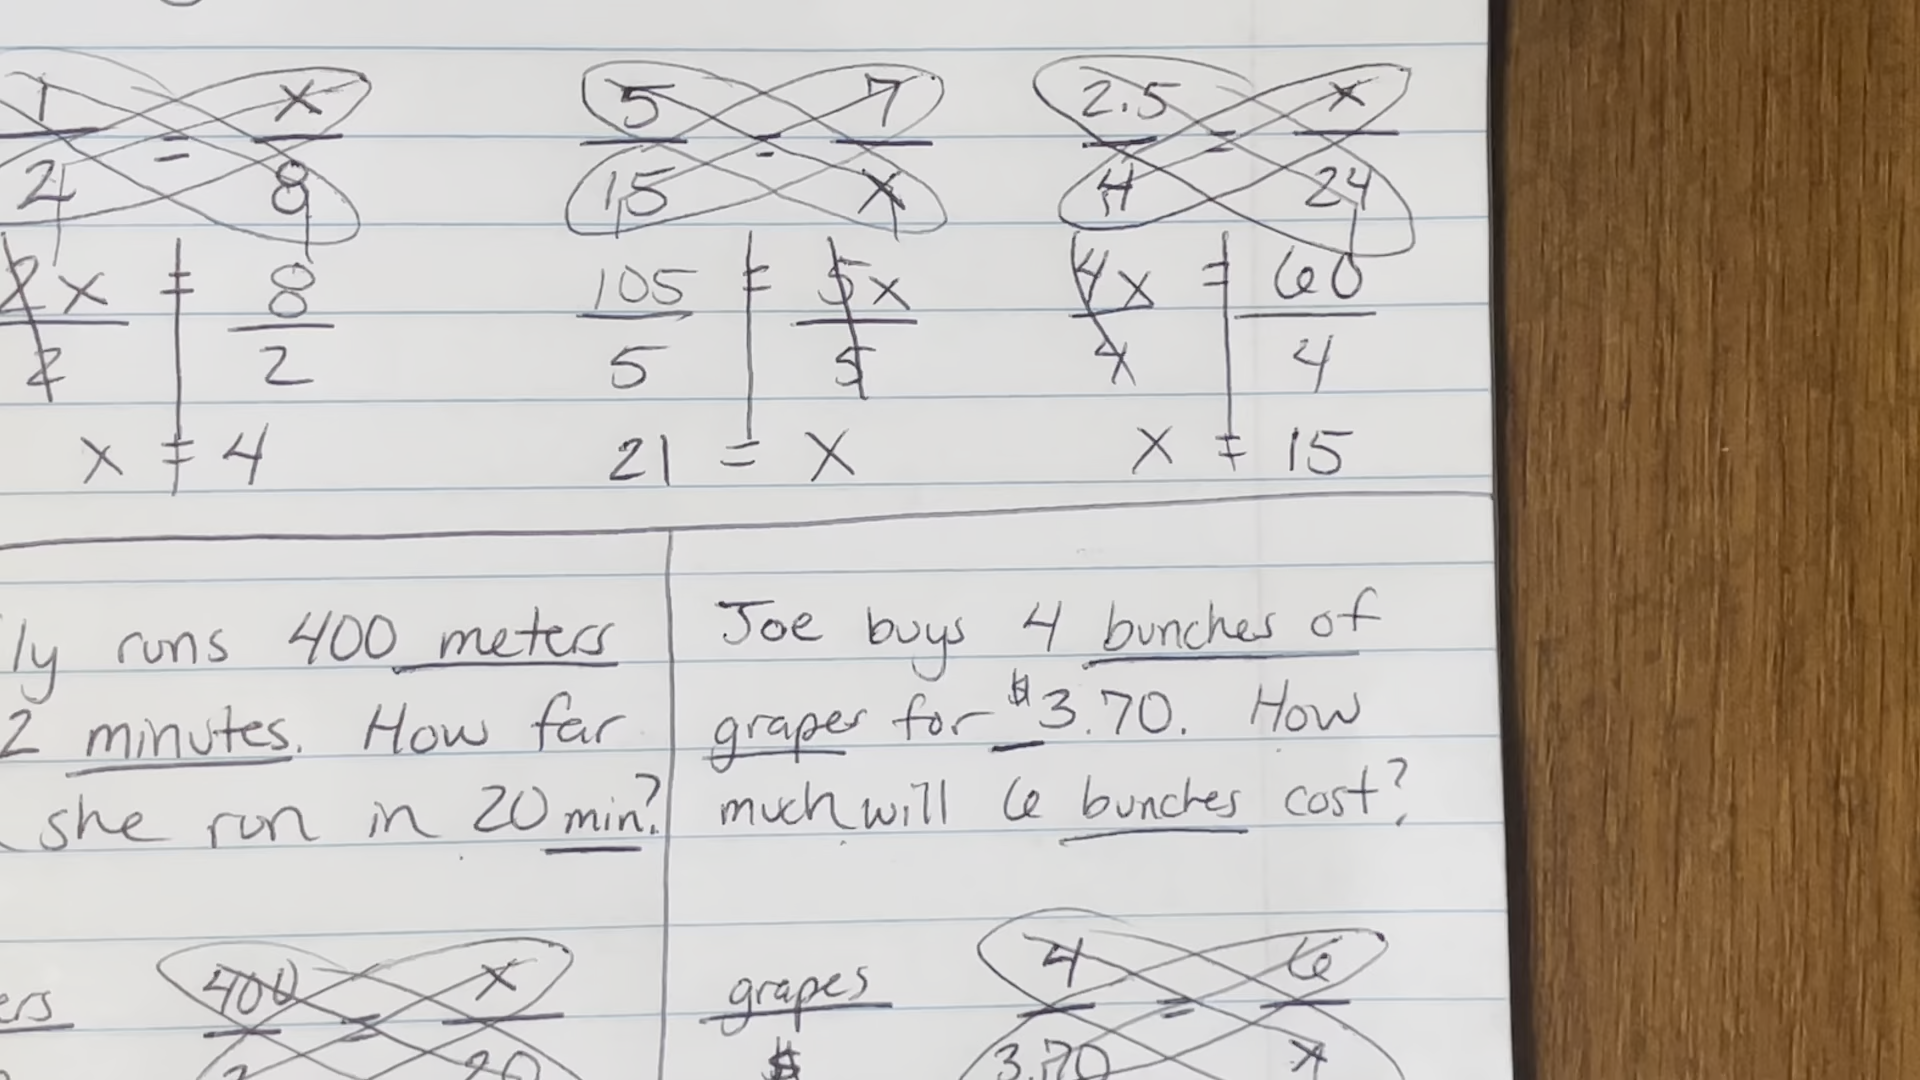 1 x 5 7 2.5 x
= = =
2 8 15 x 4 24
2x = 8 105 = 5x 4x = 60
2 2 5 5 4 4
x = 4 21 = x x = 15
ly runs 400 meters
2 minutes. How far
she run in 20 min?
Joe buys 4 bunches of
grapes for $3.70. How
much will 6 bunches cost?
ers 400 = x
2 20
grapes 4 = 6
$ 3.70 x